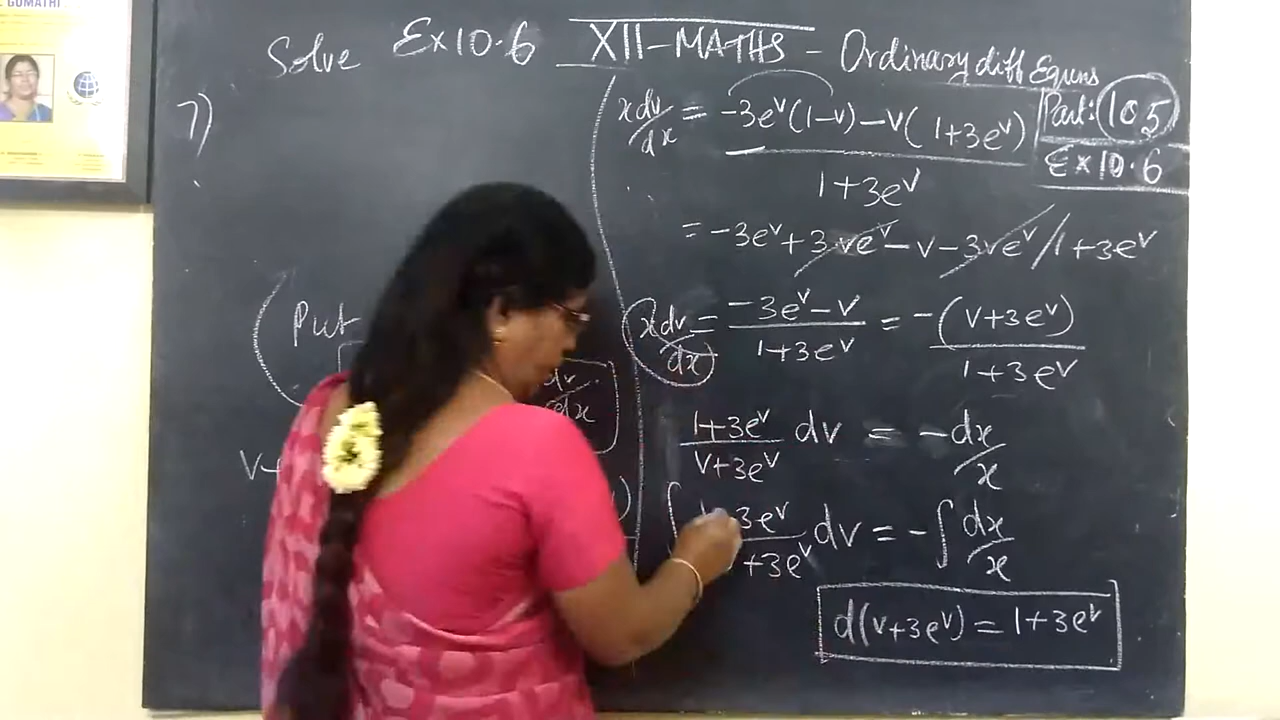 GOMATHI
Solve Ex 10.6 XII-MATHS - Ordinary diff Equns
Part: 105
Ex 10.6
7)
Put
dv/dx
v+
)
x dv/dx = -3e^v(1-v) - v(1+3e^v) / 1+3e^v
= -3e^v + 3ve^v - v - 3ve^v / 1+3e^v
x dv/dx = -3e^v - v / 1+3e^v = -(v+3e^v) / 1+3e^v
1+3e^v / v+3e^v dv = - dx/x
∫ 3e^v / +3e^v dv = -∫ dx/x
d(v+3e^v) = 1+3e^v